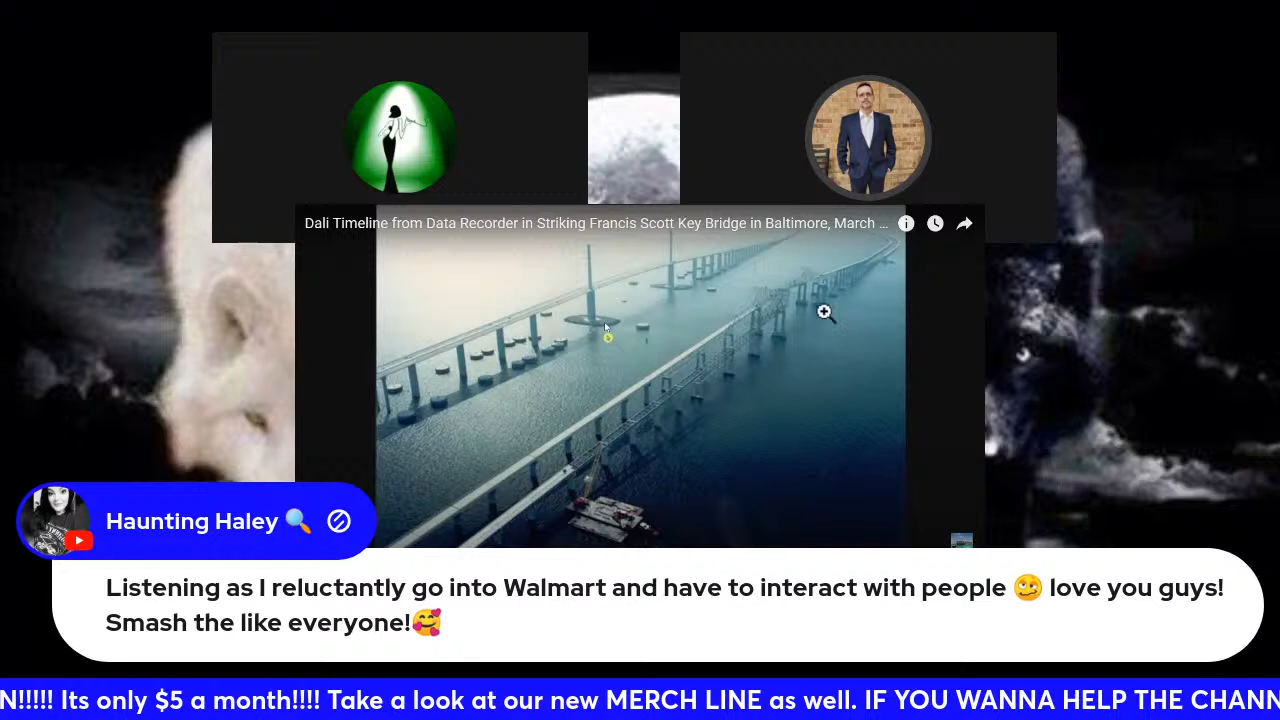 Dali Timeline from Data Recorder in Striking Francis Scott Key Bridge in Baltimore, March ...
Haunting Haley 🔍
Listening as I reluctantly go into Walmart and have to interact with people 🥴 love you guys!
Smash the like everyone!🥰
N!!!!! Its only $5 a month!!!! Take a look at our new MERCH LINE as well. IF YOU WANNA HELP THE CHANN